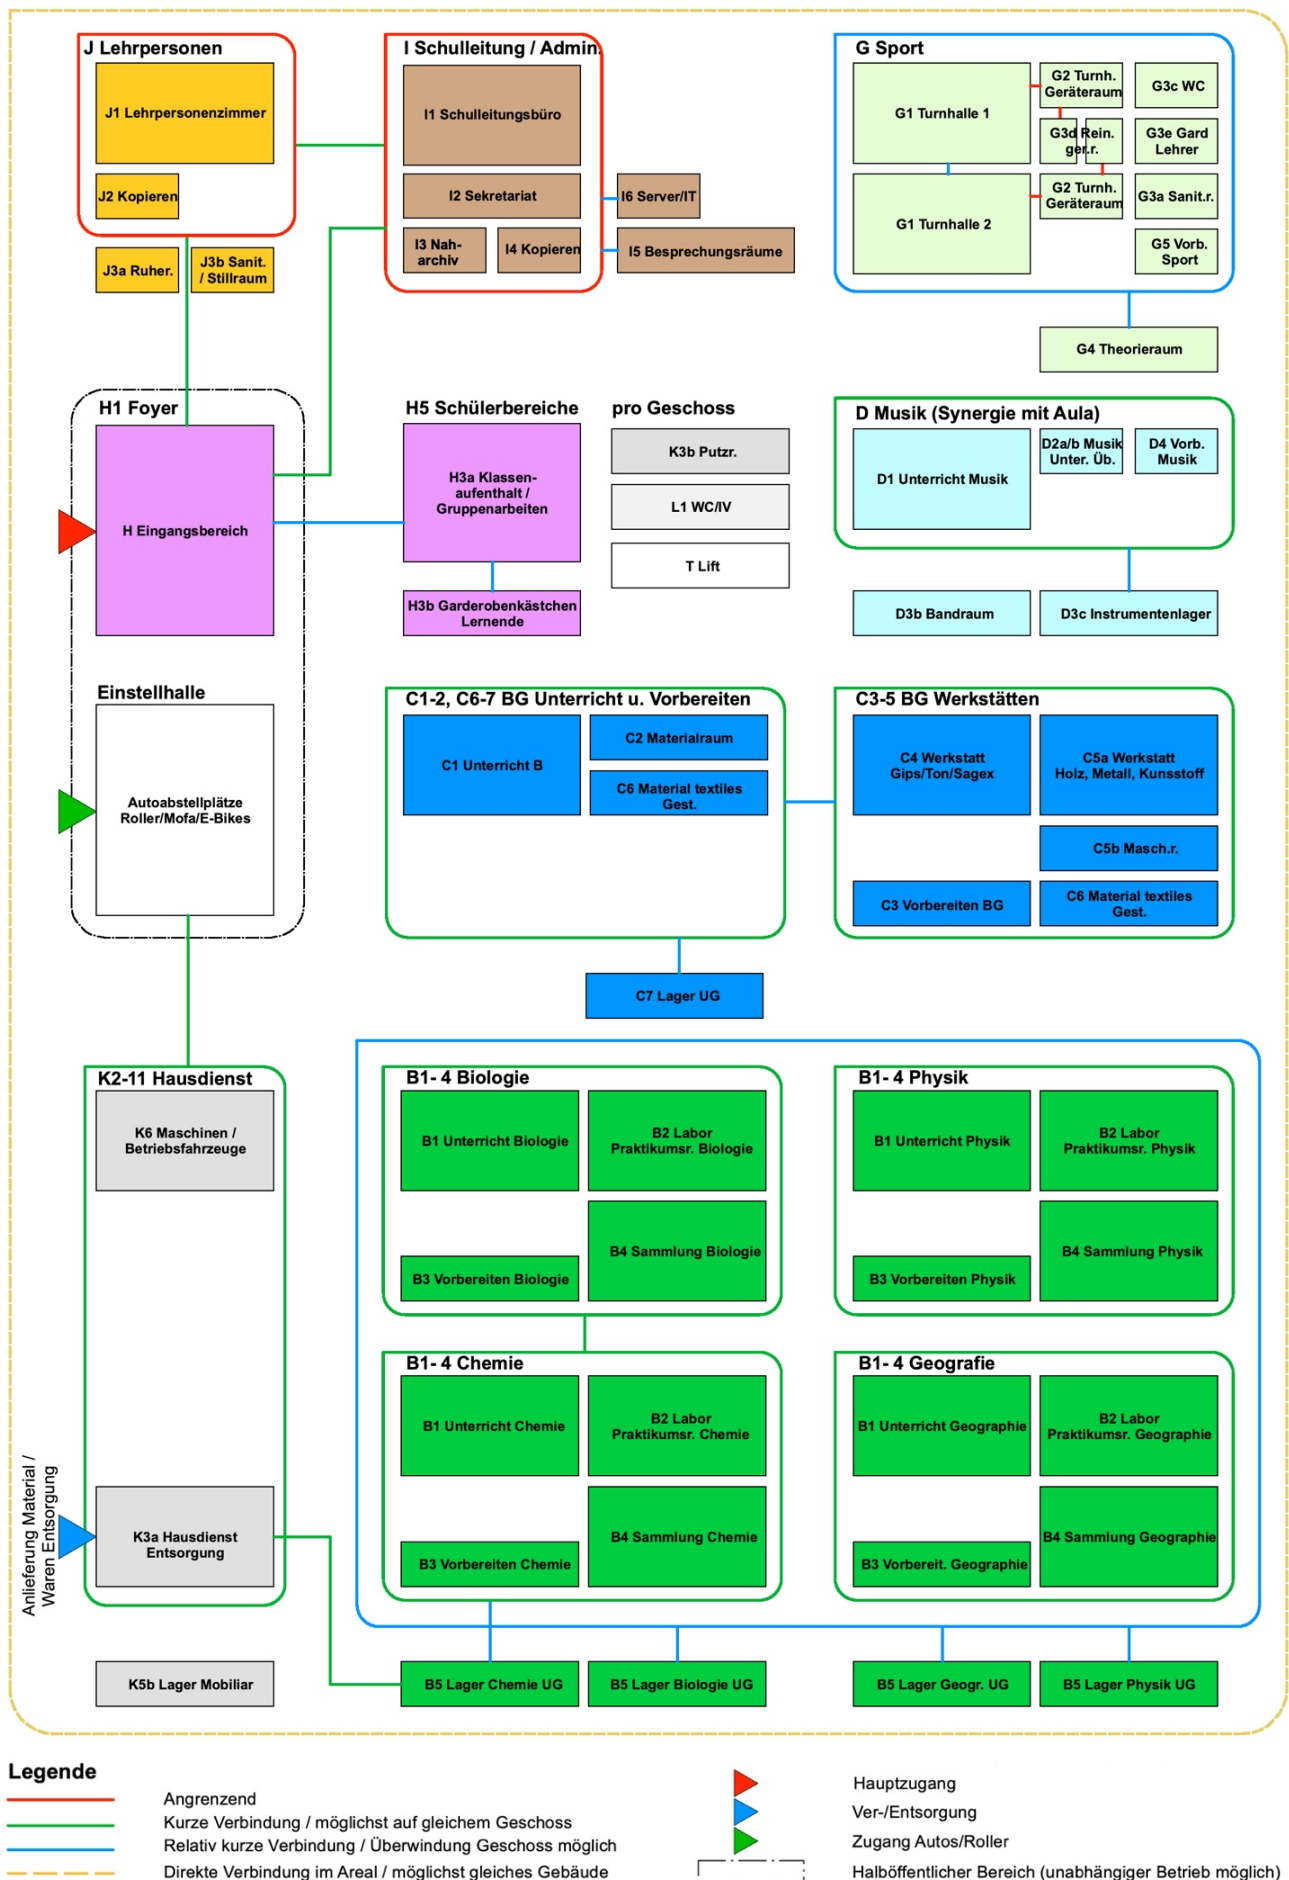 J Lehrpersonen
J1 Lehrpersonenzimmer
J2 Kopieren
J3a Ruher.
J3b Sanit.
/ Stillraum
I Schulleitung / Admin.
I1 Schulleitungsbüro
I2 Sekretariat
I3 Nah-
archiv
I4 Kopieren
I6 Server/IT
I5 Besprechungsräume
G Sport
G1 Turnhalle 1
G2 Turnh.
Geräteraum
G3c WC
G3d Rein.
ger.r.
G3e Gard
Lehrer
G1 Turnhalle 2
G2 Turnh.
Geräteraum
G3a Sanit.r.
G5 Vorb.
Sport
G4 Theorieraum
H1 Foyer
H Eingangsbereich
H5 Schülerbereiche
H3a Klassen-
aufenthalt /
Gruppenarbeiten
H3b Garderobenkästchen
Lernende
pro Geschoss
K3b Putzr.
L1 WC/IV
T Lift
D Musik (Synergie mit Aula)
D1 Unterricht Musik
D2a/b Musik
Unter. Üb.
D4 Vorb.
Musik
D3b Bandraum
D3c Instrumentenlager
Einstellhalle
Autoabstellplätze
Roller/Mofa/E-Bikes
C1-2, C6-7 BG Unterricht u. Vorbereiten
C1 Unterricht B
C2 Materialraum
C6 Material textiles
Gest.
C7 Lager UG
C3-5 BG Werkstätten
C4 Werkstatt
Gips/Ton/Sagex
C5a Werkstatt
Holz, Metall, Kunsstoff
C5b Masch.r.
C3 Vorbereiten BG
C6 Material textiles
Gest.
K2-11 Hausdienst
K6 Maschinen /
Betriebsfahrzeuge
K3a Hausdienst
Entsorgung
Anlieferung Material /
Waren Entsorgung
K5b Lager Mobiliar
B1- 4 Biologie
B1 Unterricht Biologie
B2 Labor
Praktikumsr. Biologie
B4 Sammlung Biologie
B3 Vorbereiten Biologie
B1- 4 Physik
B1 Unterricht Physik
B2 Labor
Praktikumsr. Physik
B4 Sammlung Physik
B3 Vorbereiten Physik
B1- 4 Chemie
B1 Unterricht Chemie
B2 Labor
Praktikumsr. Chemie
B4 Sammlung Chemie
B3 Vorbereiten Chemie
B1- 4 Geografie
B1 Unterricht Geographie
B2 Labor
Praktikumsr. Geographie
B4 Sammlung Geographie
B3 Vorbereit. Geographie
B5 Lager Chemie UG
B5 Lager Biologie UG
B5 Lager Geogr. UG
B5 Lager Physik UG
Legende
Angrenzend
Kurze Verbindung / möglichst auf gleichem Geschoss
Relativ kurze Verbindung / Überwindung Geschoss möglich
Direkte Verbindung im Areal / möglichst gleiches Gebäude
Hauptzugang
Ver-/Entsorgung
Zugang Autos/Roller
Halböffentlicher Bereich (unabhängiger Betrieb möglich)